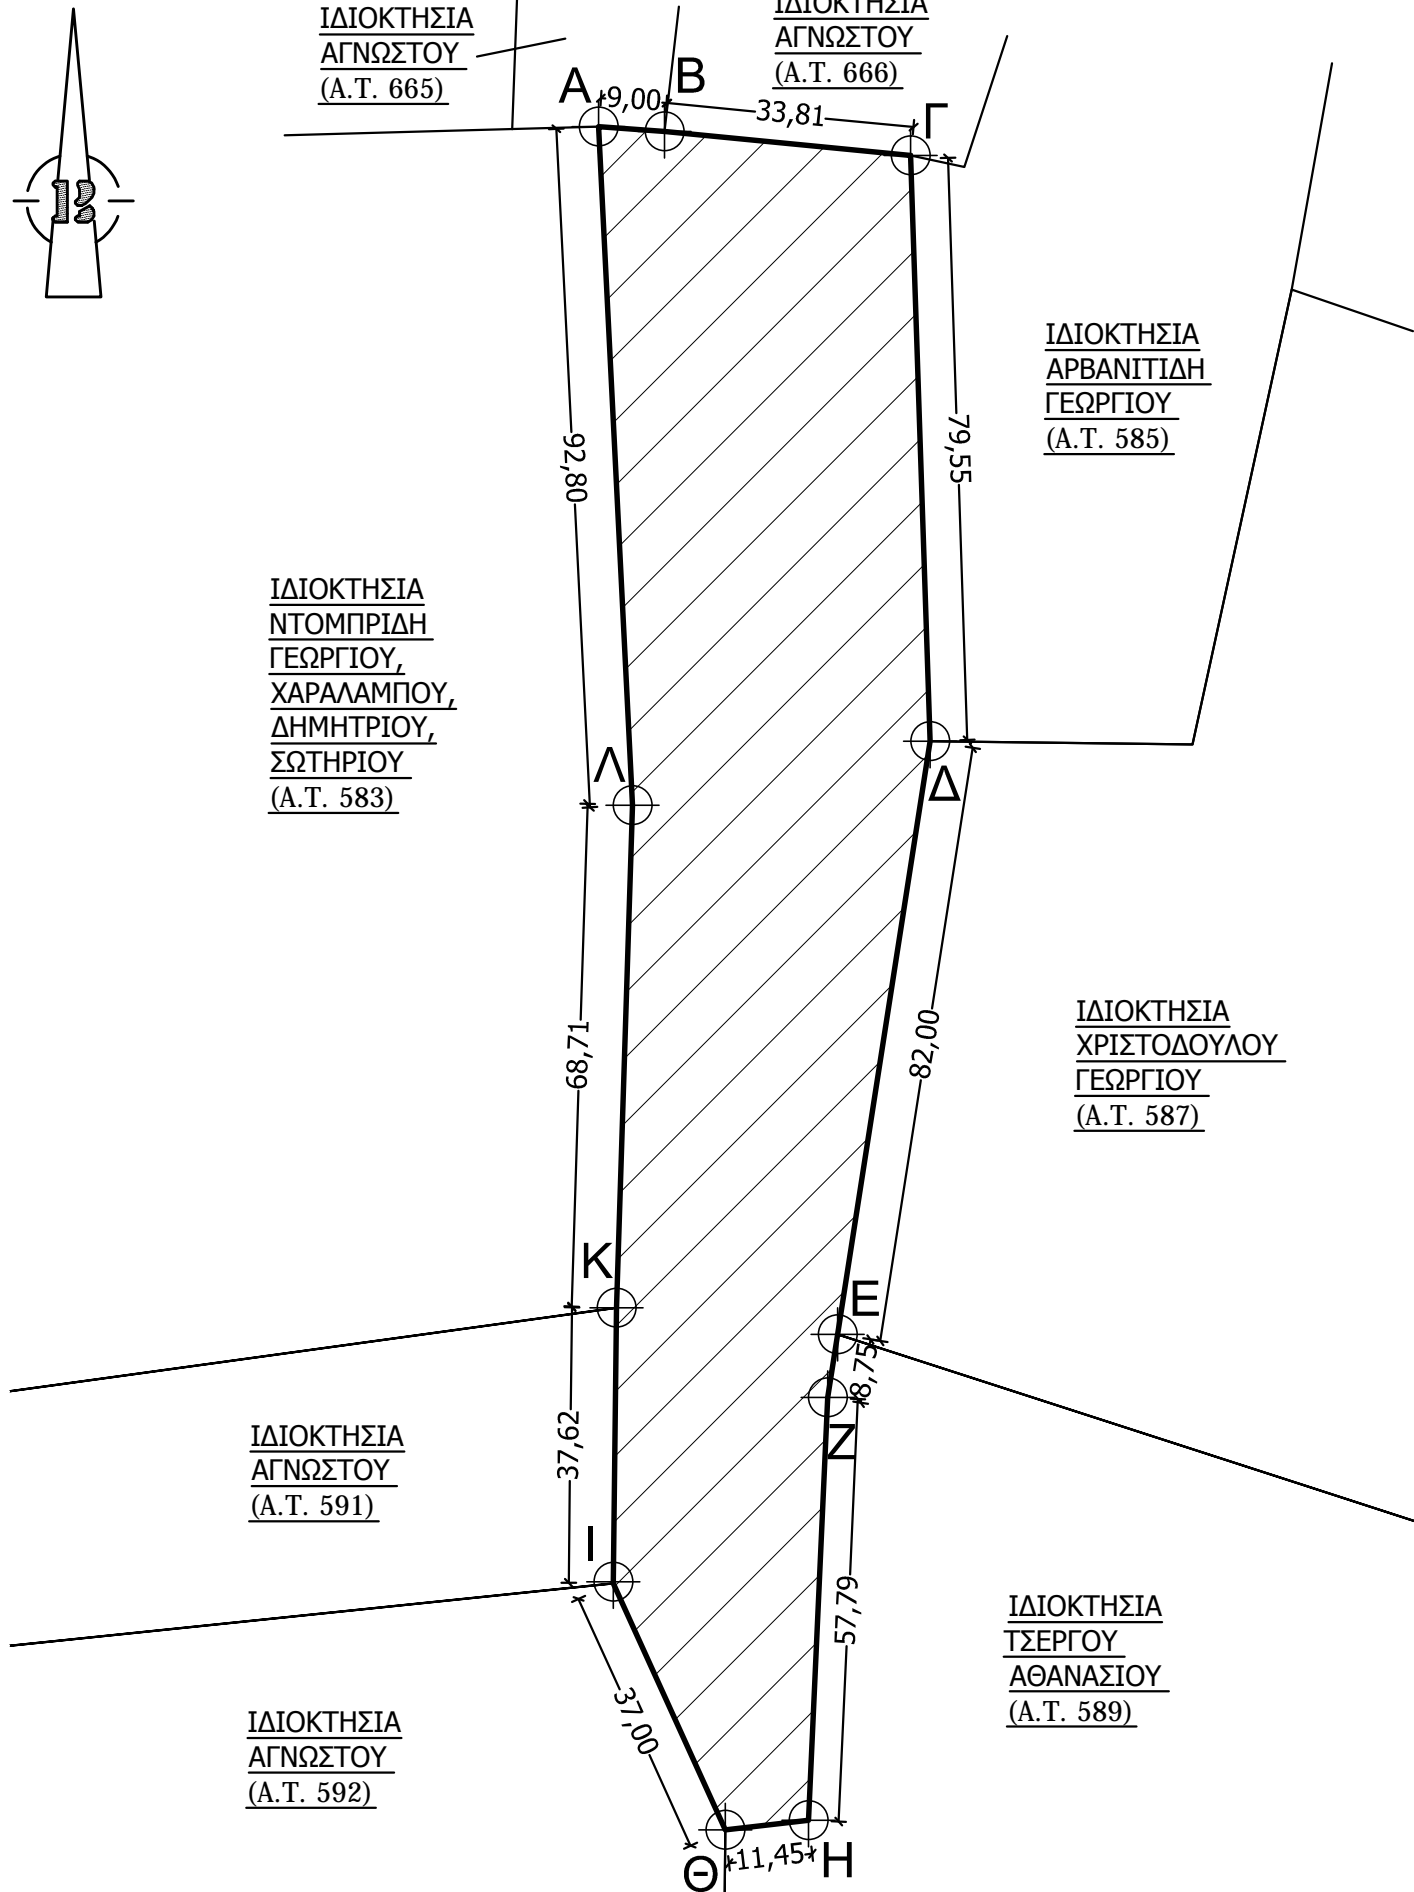 ΙΔΙΟΚΤΗΣΙΑ
ΑΓΝΩΣΤΟΥ
(Α.Τ. 665)
ΙΔΙΟΚΤΗΣΙΑ
ΑΓΝΩΣΤΟΥ
(Α.Τ. 666)
Α
9,00
Β
33,81
Γ
ΙΔΙΟΚΤΗΣΙΑ
ΑΡΒΑΝΙΤΙΔΗ
ΓΕΩΡΓΙΟΥ
(Α.Τ. 585)
92,80
79,55
ΙΔΙΟΚΤΗΣΙΑ
ΝΤΟΜΠΡΙΔΗ
ΓΕΩΡΓΙΟΥ,
ΧΑΡΑΛΑΜΠΟΥ,
ΔΗΜΗΤΡΙΟΥ,
ΣΩΤΗΡΙΟΥ
(Α.Τ. 583)
Λ
Δ
68,71
82,00
ΙΔΙΟΚΤΗΣΙΑ
ΧΡΙΣΤΟΔΟΥΛΟΥ
ΓΕΩΡΓΙΟΥ
(Α.Τ. 587)
Κ
Ε
8,75
Ζ
37,62
ΙΔΙΟΚΤΗΣΙΑ
ΑΓΝΩΣΤΟΥ
(Α.Τ. 591)
Ι
57,79
ΙΔΙΟΚΤΗΣΙΑ
ΤΣΕΡΓΟΥ
ΑΘΑΝΑΣΙΟΥ
(Α.Τ. 589)
37,00
ΙΔΙΟΚΤΗΣΙΑ
ΑΓΝΩΣΤΟΥ
(Α.Τ. 592)
Θ
11,45
Η